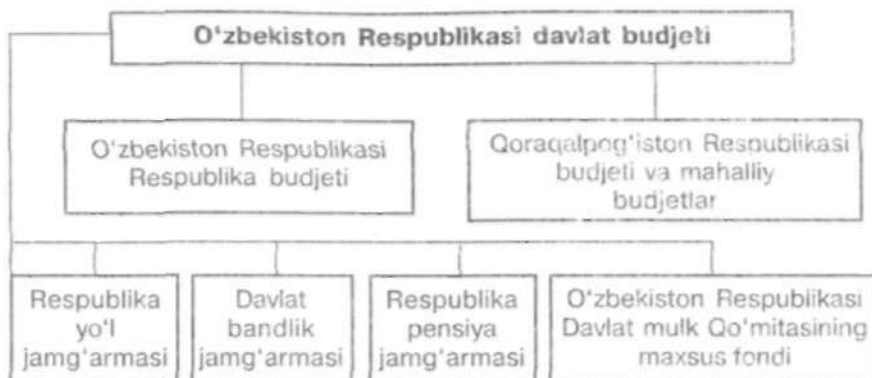 O‘zbekiston Respublikasi davlat budjeti
O‘zbekiston Respublikasi
Respublika budjeti
Qoraqalpog‘iston Respublikasi
budjeti va mahalliy
budjetlar
Respublika
yo‘l
jamg‘armasi
Davlat
bandlik
jamg‘armasi
Respublika
pensiya
jamg‘armasi
O‘zbekiston Respublikasi
Davlat mulk Qo‘mitasining
maxsus fondi